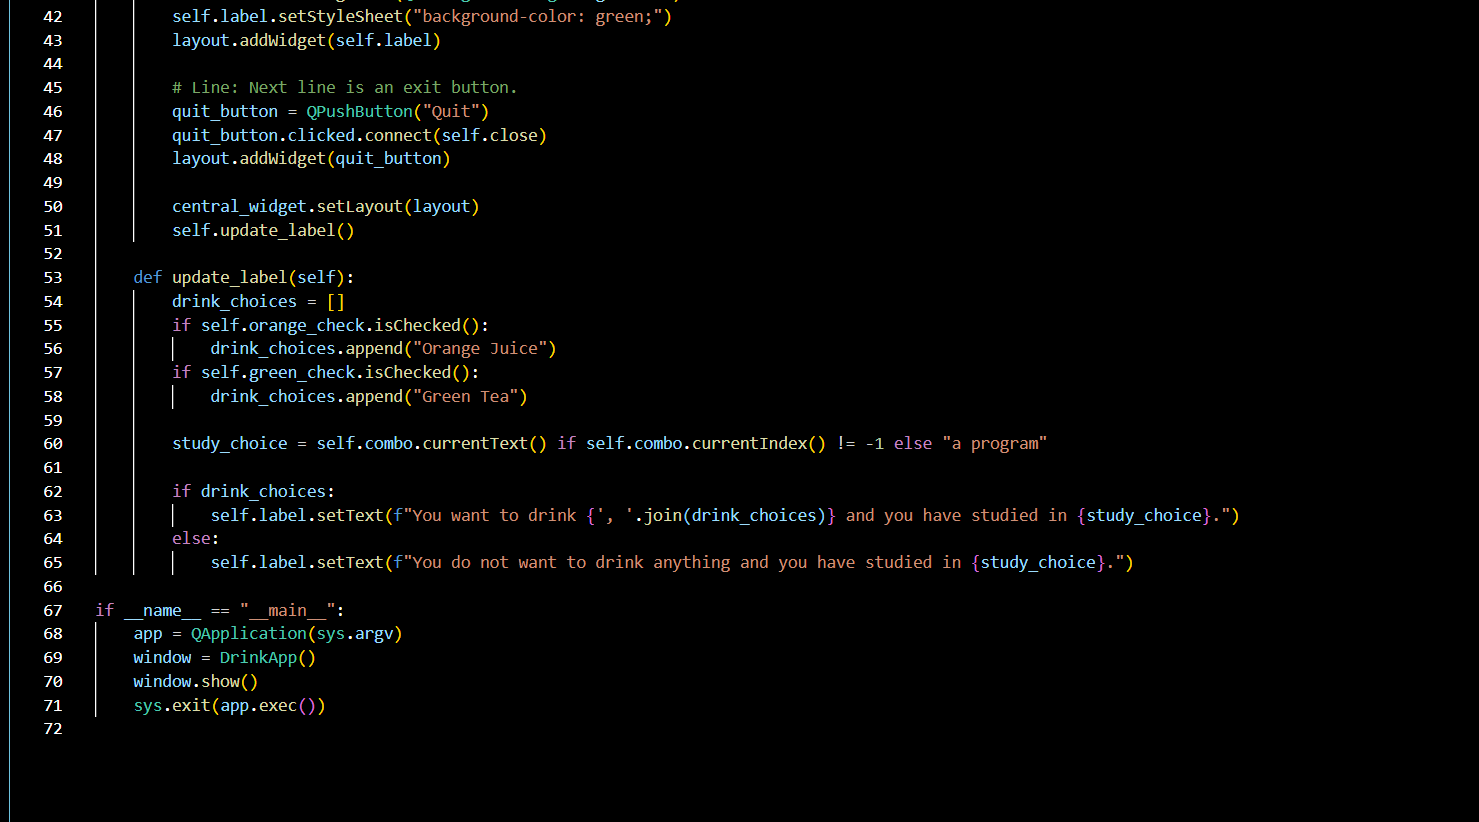 42 self.label.setStyleSheet("background-color: green;")
43 layout.addWidget(self.label)
44
45 # Line: Next line is an exit button.
46 quit_button = QPushButton("Quit")
47 quit_button.clicked.connect(self.close)
48 layout.addWidget(quit_button)
49
50 central_widget.setLayout(layout)
51 self.update_label()
52
53 def update_label(self):
54 drink_choices = []
55 if self.orange_check.isChecked():
56 drink_choices.append("Orange Juice")
57 if self.green_check.isChecked():
58 drink_choices.append("Green Tea")
59
60 study_choice = self.combo.currentText() if self.combo.currentIndex() != -1 else "a program"
61
62 if drink_choices:
63 self.label.setText(f"You want to drink {', '.join(drink_choices)} and you have studied in {study_choice}.")
64 else:
65 self.label.setText(f"You do not want to drink anything and you have studied in {study_choice}.")
66
67 if __name__ == "__main__":
68 app = QApplication(sys.argv)
69 window = DrinkApp()
70 window.show()
71 sys.exit(app.exec())
72